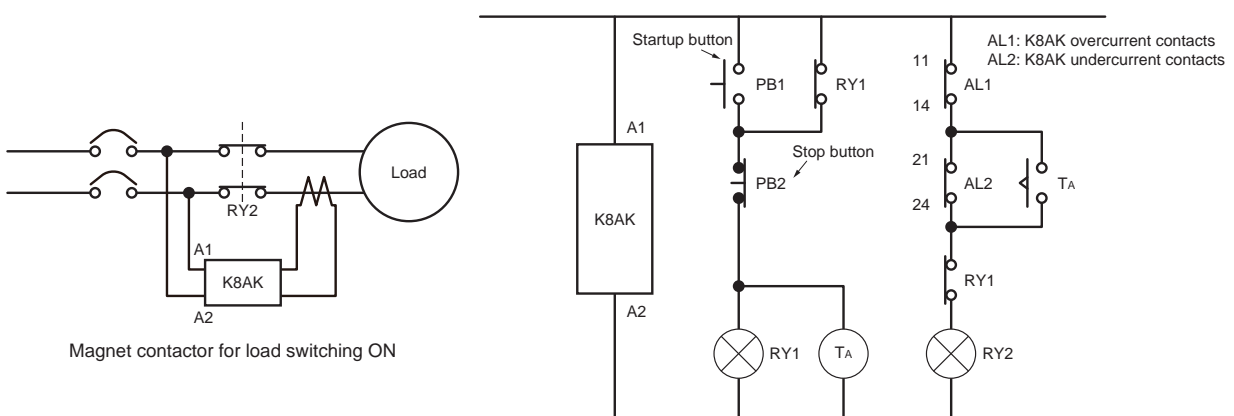 Load
RY2
A1
K8AK
A2
Magnet contactor for load switching ON
Startup button
PB1
RY1
A1
Stop button
PB2
K8AK
A2
RY1
TA
AL1: K8AK overcurrent contacts
AL2: K8AK undercurrent contacts
11
AL1
14
21
AL2
TA
24
RY1
RY2